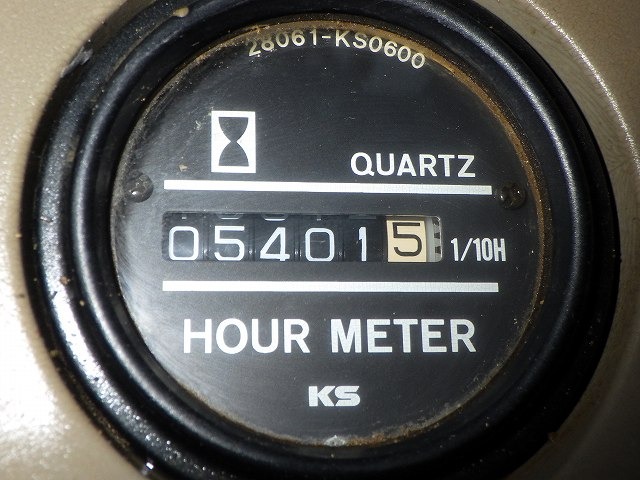 28061-KS0600
QUARTZ
054015 1/10H
HOUR METER
KS